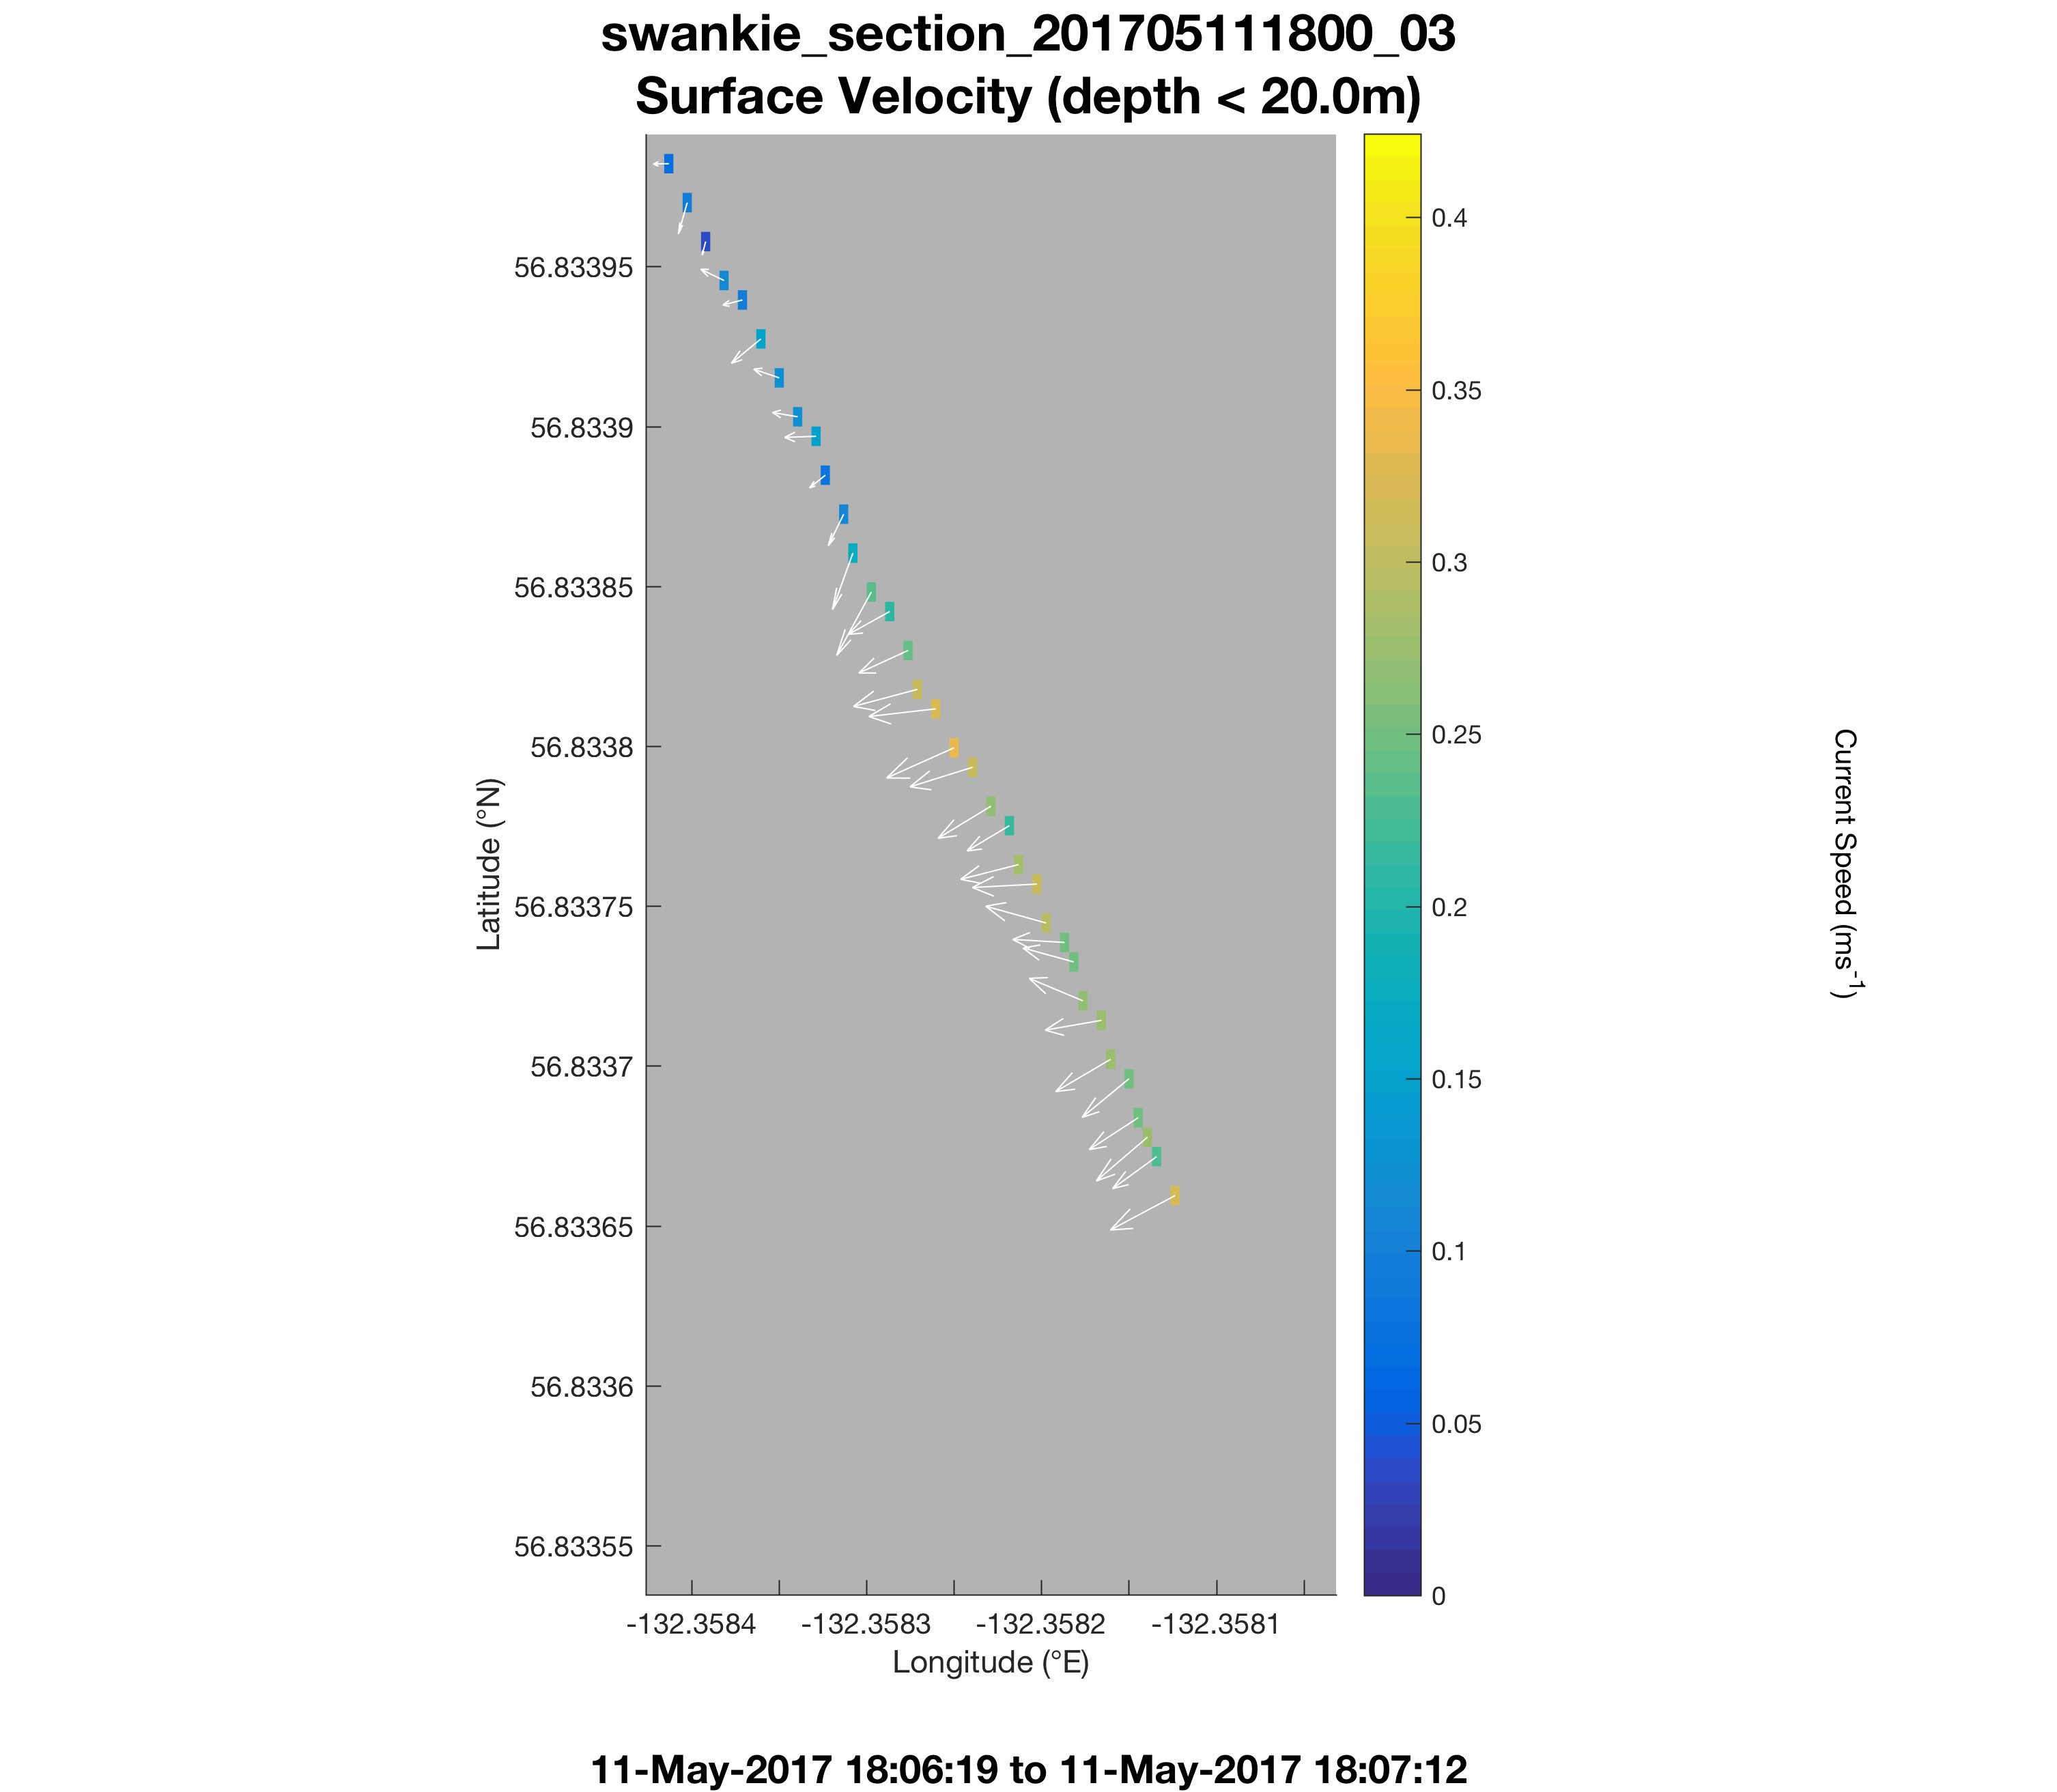 swankie_section_201705111800_03
Surface Velocity (depth < 20.0m)
56.83395
56.8339
56.83385
56.8338
56.83375
56.8337
56.83365
56.8336
56.83355
Latitude (°N)
-132.3584 -132.3583 -132.3582 -132.3581
Longitude (°E)
0.4
0.35
0.3
0.25
0.2
0.15
0.1
0.05
0
Current Speed (ms⁻¹)
11-May-2017 18:06:19 to 11-May-2017 18:07:12